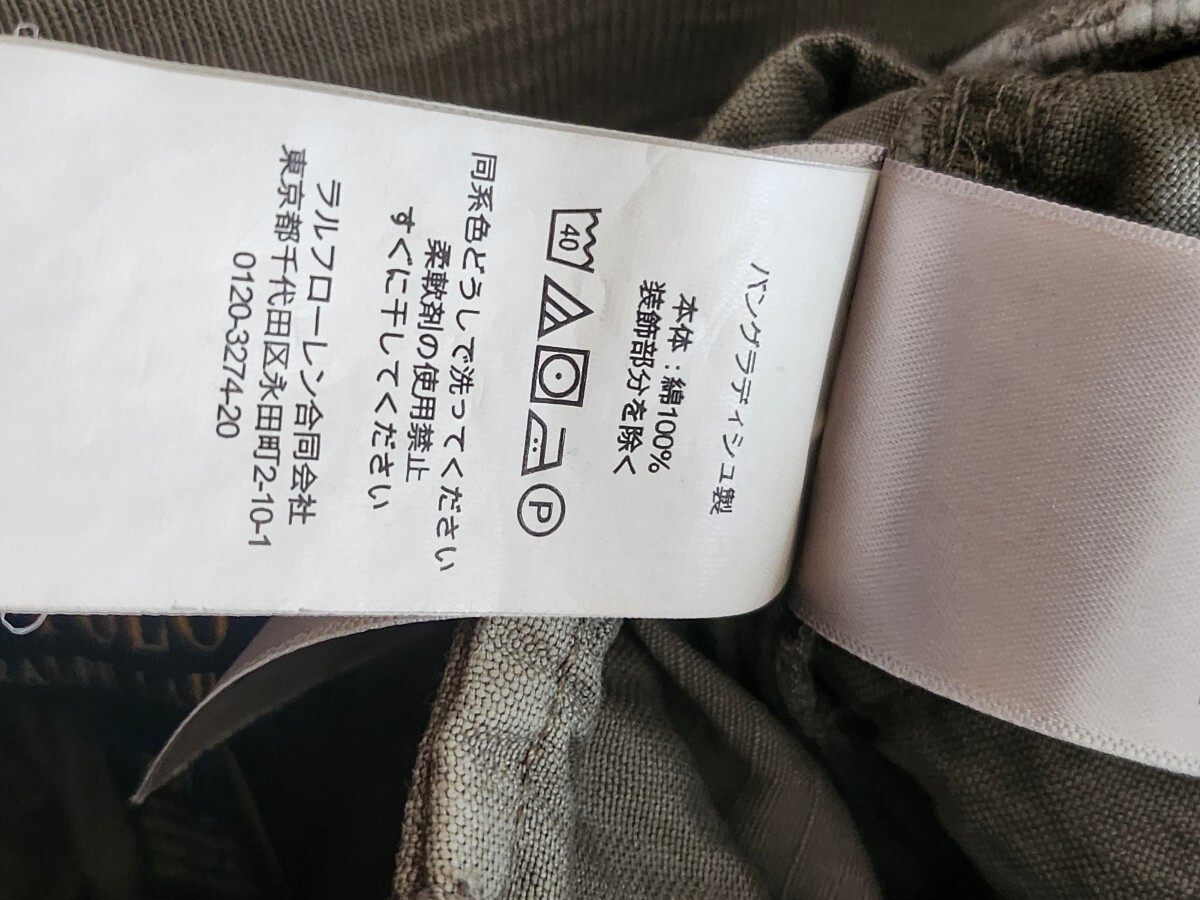 バングラディシュ製
本体：綿100%
装飾部分を除く
40
P
同系色どうしで洗ってください
柔軟剤の使用禁止
すぐに干してください
ラルフローレン合同会社
東京都千代田区永田町2-10-1
0120-3274-20